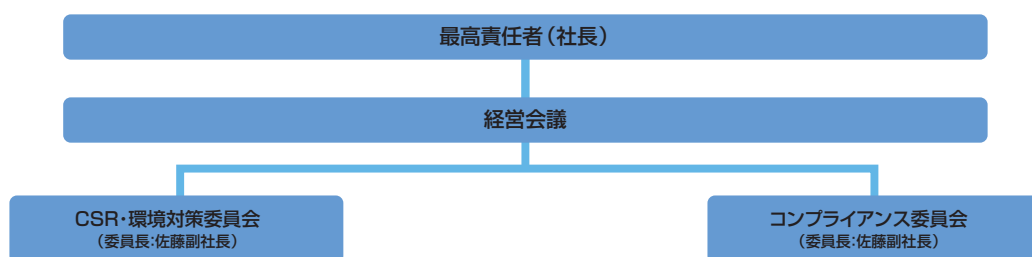 最高責任者(社長)
経営会議
CSR・環境対策委員会
(委員長:佐藤副社長)
コンプライアンス委員会
(委員長:佐藤副社長)